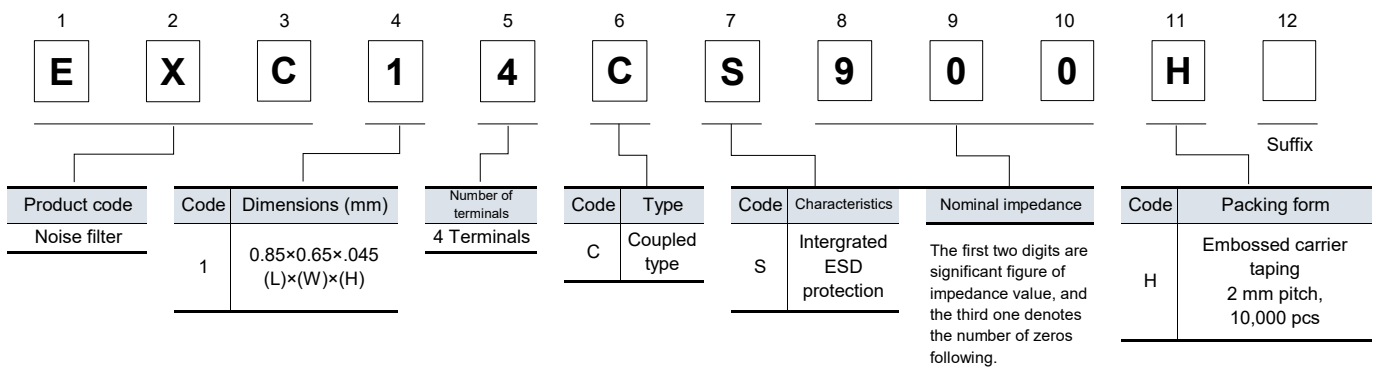 1 2 3 4 5 6 7 8 9 10 11 12
E X C 1 4 C S 9 0 0 H
Suffix
Product code
Noise filter
Code Dimensions (mm)
1
0.85×0.65×.045
(L)×(W)×(H)
Number of
terminals
4 Terminals
Code Type
C
Coupled
type
Code Characteristics
S
Intergrated
ESD
protection
Nominal impedance
The first two digits are
significant figure of
impedance value, and
the third one denotes
the number of zeros
following.
Code Packing form
H
Embossed carrier
taping
2 mm pitch,
10,000 pcs